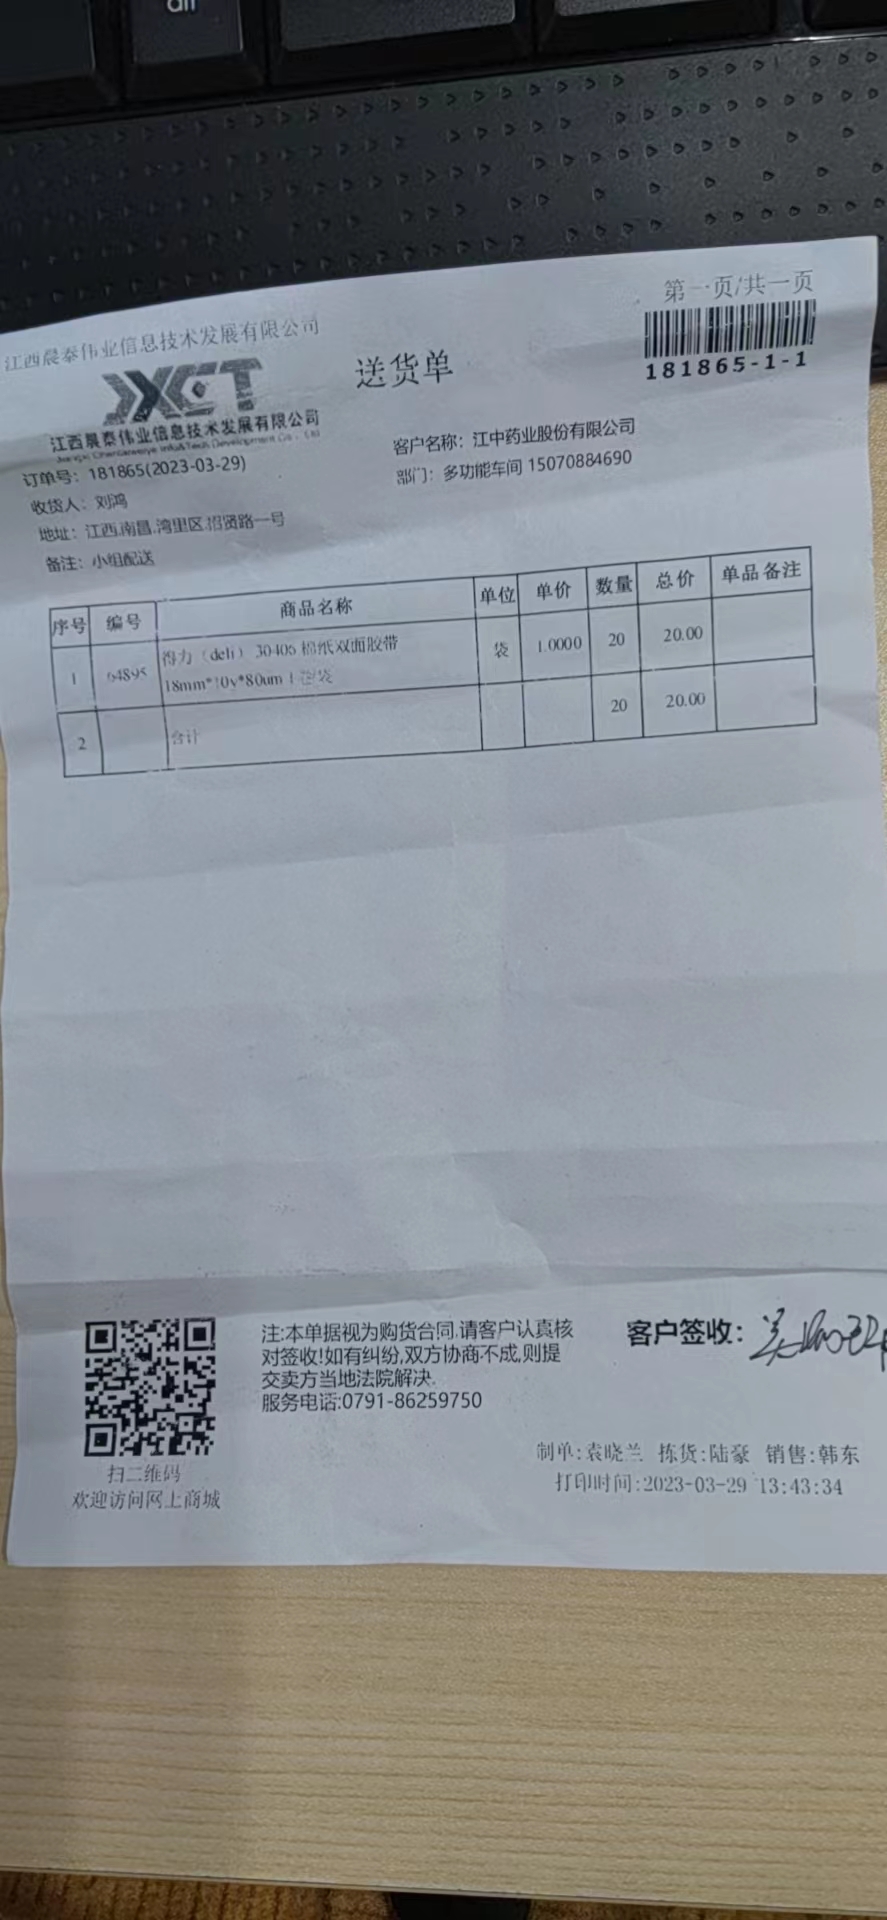 alt
第一页/共一页
江西晨泰伟业信息技术发展有限公司
JXCT
送货单
181865-1-1
江西晨泰伟业信息技术发展有限公司
客户名称：江中药业股份有限公司
订单号：181865(2023-03-29)
部门：多功能车间 15070884690
收货人：刘鸿
地址：江西.南昌.湾里区.招贤路一号
备注：小组配送
序号 编号 商品名称 单位 单价 数量 总价 单品备注
1 得力（deli）30405 棉纸双面胶带 袋 1.0000 20 20.00
18mm*10y*80um
2 合计 20 20.00
注:本单据视为购货合同.请客户认真核
对签收!如有纠纷,双方协商不成,则提
交卖方当地法院解决.
服务电话:0791-86259750
客户签收：
扫二维码
欢迎访问网上商城
制单:袁晓兰 拣货:陆豪 销售:韩东
打印时间:2023-03-29 13:43:34